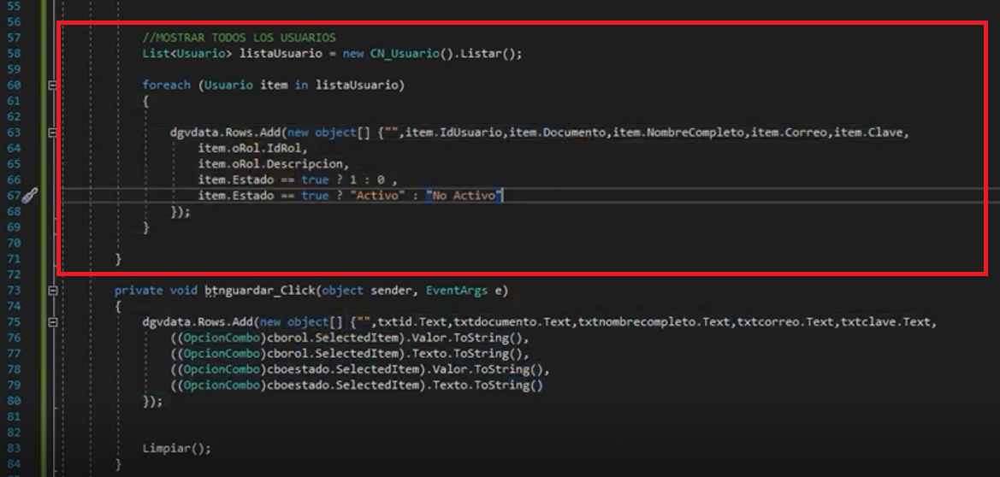 55
56
57 //MOSTRAR TODOS LOS USUARIOS
58 List<Usuario> listaUsuario = new CN_Usuario().Listar();
59
60 foreach (Usuario item in listaUsuario)
61 {
62
63 dgvdata.Rows.Add(new object[] {"",item.IdUsuario,item.Documento,item.NombreCompleto,item.Correo,item.Clave,
64 item.oRol.IdRol,
65 item.oRol.Descripcion,
66 item.Estado == true ? 1 : 0 ,
67 item.Estado == true ? "Activo" : "No Activo"
68 });
69 }
70
71 }
72
73 private void btnguardar_Click(object sender, EventArgs e)
74 {
75 dgvdata.Rows.Add(new object[] {"",txtid.Text,txtdocumento.Text,txtnombrecompleto.Text,txtcorreo.Text,txtclave.Text,
76 ((OpcionCombo)cborol.SelectedItem).Valor.ToString(),
77 ((OpcionCombo)cborol.SelectedItem).Texto.ToString(),
78 ((OpcionCombo)cboestado.SelectedItem).Valor.ToString(),
79 ((OpcionCombo)cboestado.SelectedItem).Texto.ToString()
80 });
81
82
83 Limpiar();
84 }